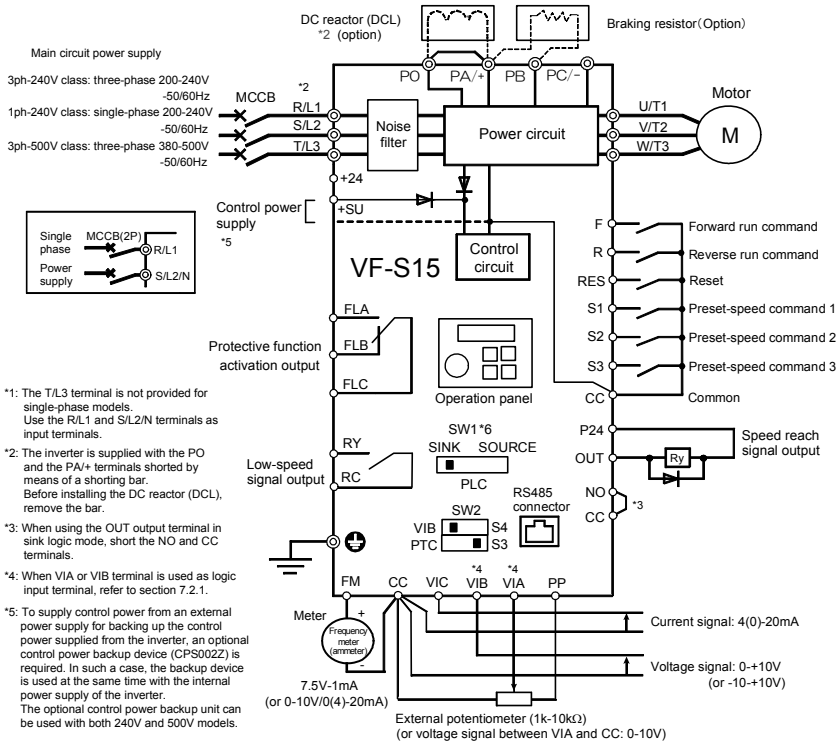 DC reactor (DCL)
*2 (option)
Braking resistor(Option)
Main circuit power supply
3ph-240V class: three-phase 200-240V
-50/60Hz
1ph-240V class: single-phase 200-240V
-50/60Hz
3ph-500V class: three-phase 380-500V
-50/60Hz
MCCB
*2
R/L1
S/L2
T/L3
PO
PA/+
PB
PC/-
Noise
filter
Power circuit
U/T1
V/T2
W/T3
Motor
M
+24
+SU
Control power
supply
*5
Control
circuit
VF-S15
Single
phase
MCCB(2P)
R/L1
Power
supply
S/L2/N
F
Forward run command
R
Reverse run command
RES
Reset
S1
Preset-speed command 1
S2
Preset-speed command 2
S3
Preset-speed command 3
CC
Common
FLA
FLB
FLC
Protective function
activation output
Operation panel
P24
OUT
Ry
Speed reach
signal output
NO
CC
*3
RY
RC
Low-speed
signal output
SW1*6
SINK SOURCE
PLC
SW2
VIB
S4
PTC
S3
RS485
connector
*1: The T/L3 terminal is not provided for
single-phase models.
Use the R/L1 and S/L2/N terminals as
input terminals.
*2: The inverter is supplied with the PO
and the PA/+ terminals shorted by
means of a shorting bar.
Before installing the DC reactor (DCL),
remove the bar.
*3: When using the OUT output terminal in
sink logic mode, short the NO and CC
terminals.
*4: When VIA or VIB terminal is used as logic
input terminal, refer to section 7.2.1.
*5: To supply control power from an external
power supply for backing up the control
power supplied from the inverter, an optional
control power backup device (CPS002Z) is
required. In such a case, the backup device
is used at the same time with the internal
power supply of the inverter.
The optional control power backup unit can
be used with both 240V and 500V models.
*4
*4
FM
CC
VIC
VIB
VIA
PP
Meter
+
Frequency
meter
(ammeter)
-
7.5V-1mA
(or 0-10V/0(4)-20mA)
Current signal: 4(0)-20mA
Voltage signal: 0-+10V
(or -10-+10V)
External potentiometer (1k-10kΩ)
(or voltage signal between VIA and CC: 0-10V)